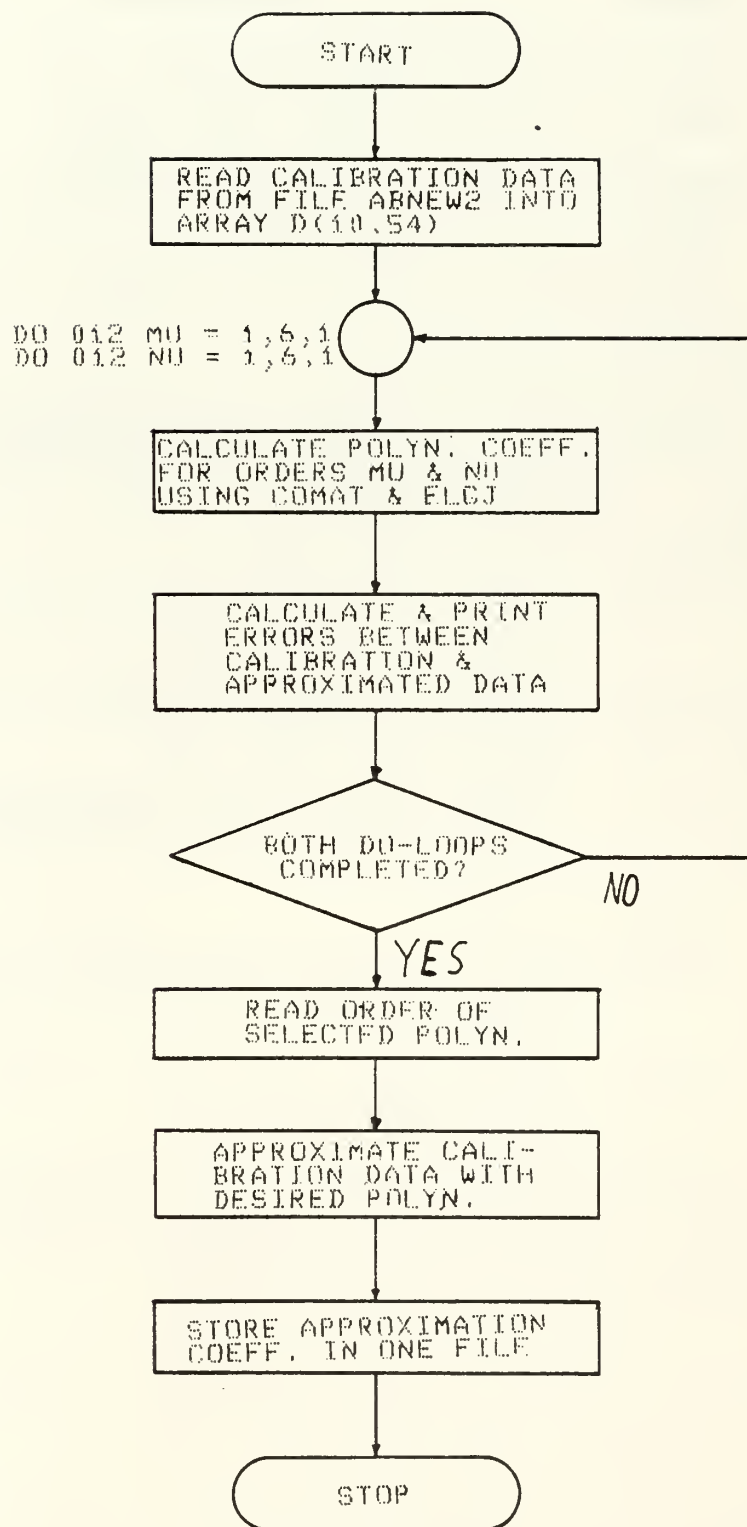 START
READ CALIBRATION DATA
FROM FILE ABNEW2 INTO
ARRAY D(10,54)
DO 012 MU = 1,6,1
DO 012 NU = 1,6,1
CALCULATE POLYN. COEFF.
FOR ORDERS MU & NU
USING COMAT & ELGJ
CALCULATE & PRINT
ERRORS BETWEEN
CALIBRATION &
APPROXIMATED DATA
BOTH DO-LOOPS
COMPLETED?
NO
YES
READ ORDER OF
SELECTED POLYN.
APPROXIMATE CALI-
BRATION DATA WITH
DESIRED POLYN.
STORE APPROXIMATION
COEFF. IN ONE FILE
STOP